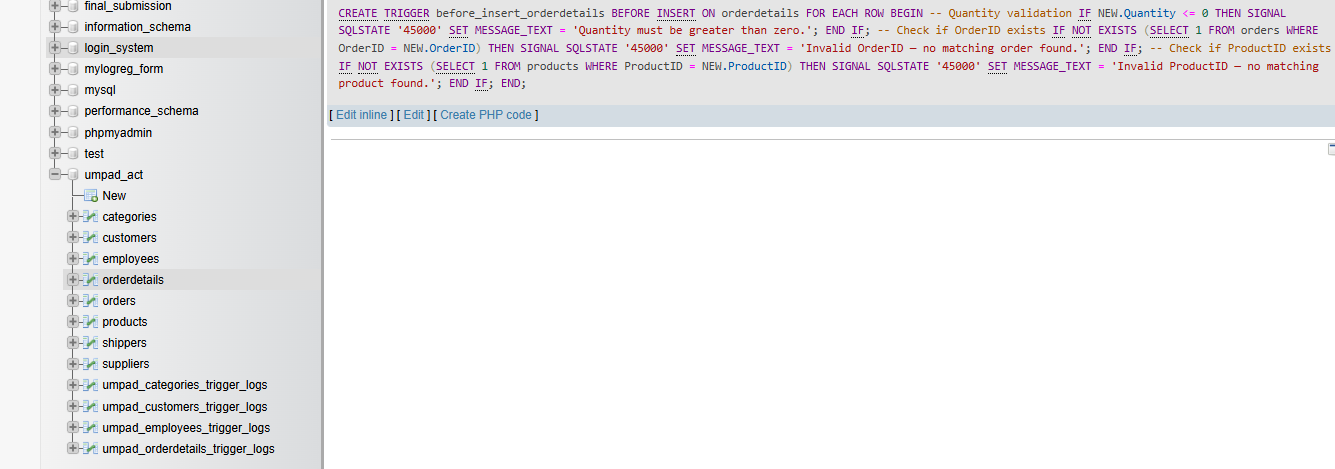 final_submission
information_schema
login_system
mylogreg_form
mysql
performance_schema
phpmyadmin
test
umpad_act
New
categories
customers
employees
orderdetails
orders
products
shippers
suppliers
umpad_categories_trigger_logs
umpad_customers_trigger_logs
umpad_employees_trigger_logs
umpad_orderdetails_trigger_logs
CREATE TRIGGER before_insert_orderdetails BEFORE INSERT ON orderdetails FOR EACH ROW BEGIN -- Quantity validation IF NEW.Quantity <= 0 THEN SIGNAL
SQLSTATE '45000' SET MESSAGE_TEXT = 'Quantity must be greater than zero.'; END IF; -- Check if OrderID exists IF NOT EXISTS (SELECT 1 FROM orders WHERE
OrderID = NEW.OrderID) THEN SIGNAL SQLSTATE '45000' SET MESSAGE_TEXT = 'Invalid OrderID – no matching order found.'; END IF; -- Check if ProductID exists
IF NOT EXISTS (SELECT 1 FROM products WHERE ProductID = NEW.ProductID) THEN SIGNAL SQLSTATE '45000' SET MESSAGE_TEXT = 'Invalid ProductID – no matching
product found.'; END IF; END;
[ Edit inline ] [ Edit ] [ Create PHP code ]